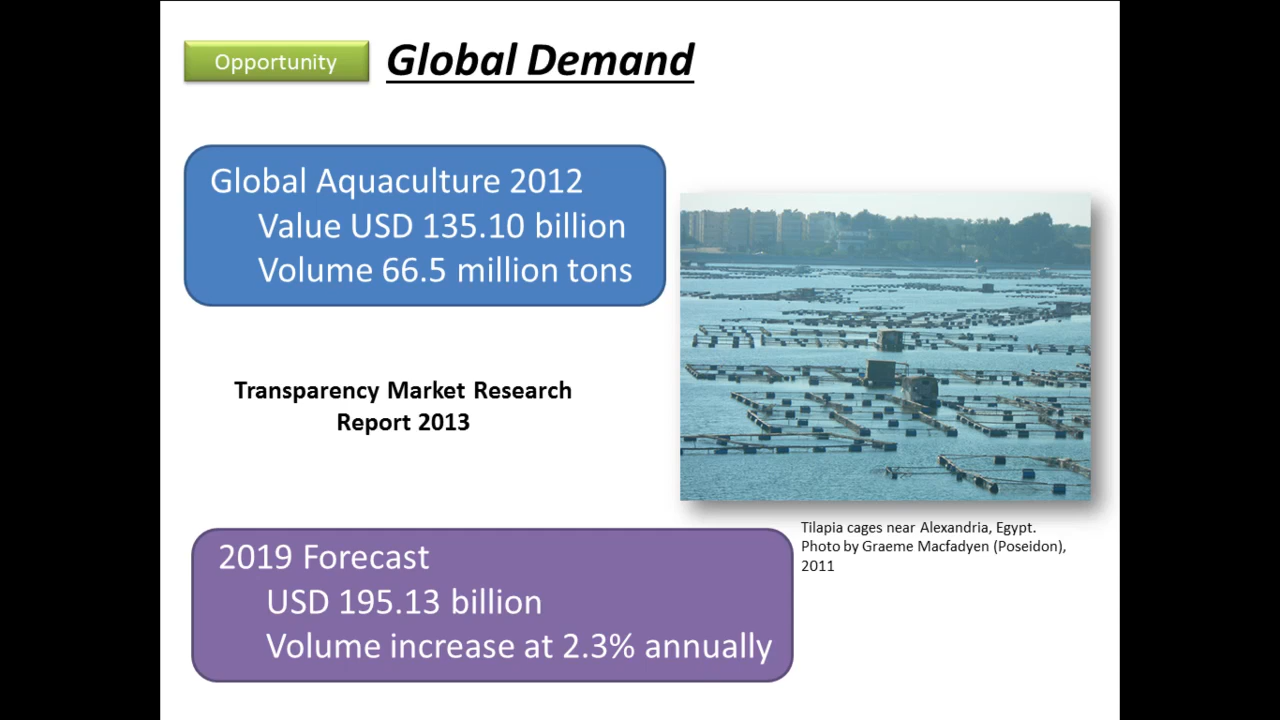 Opportunity
Global Demand
Global Aquaculture 2012
Value USD 135.10 billion
Volume 66.5 million tons
Transparency Market Research
Report 2013
Tilapia cages near Alexandria, Egypt.
Photo by Graeme Macfadyen (Poseidon),
2011
2019 Forecast
USD 195.13 billion
Volume increase at 2.3% annually